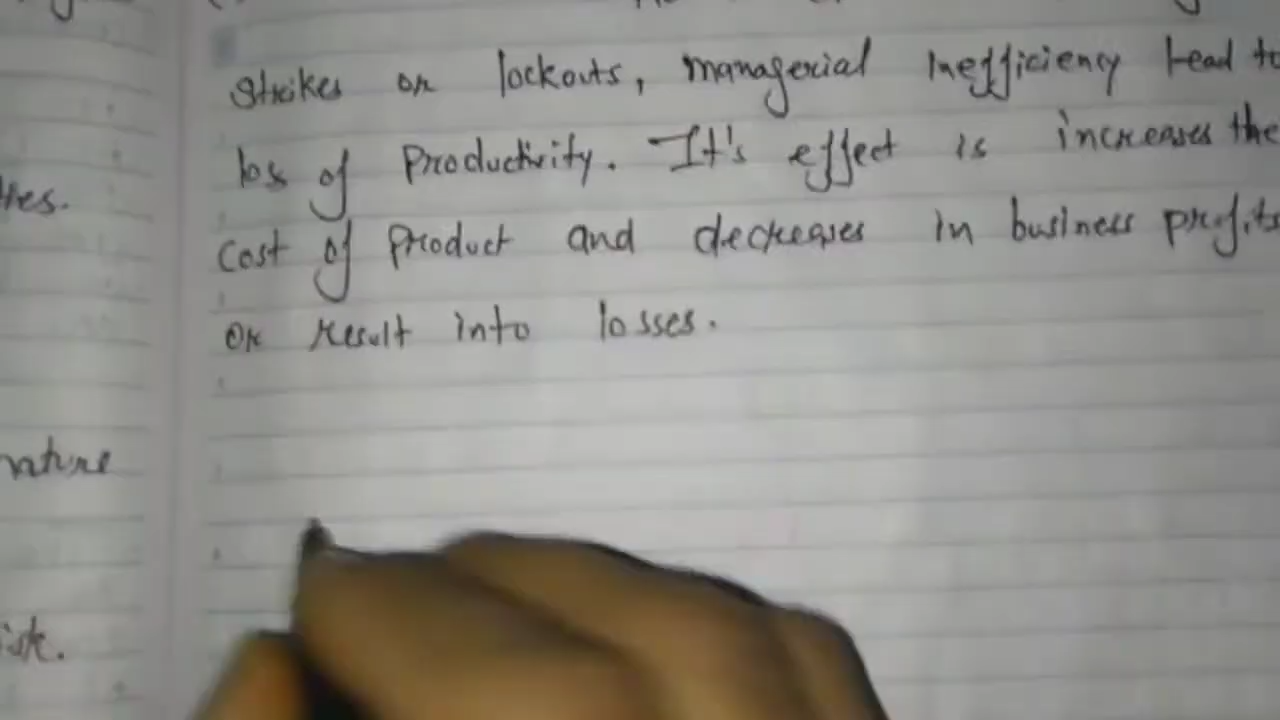 strikes or lockouts, managerial inefficiency lead to
loss of productivity. It's effect is increases the
cost of product and decreases in business profits
or result into losses.
nature